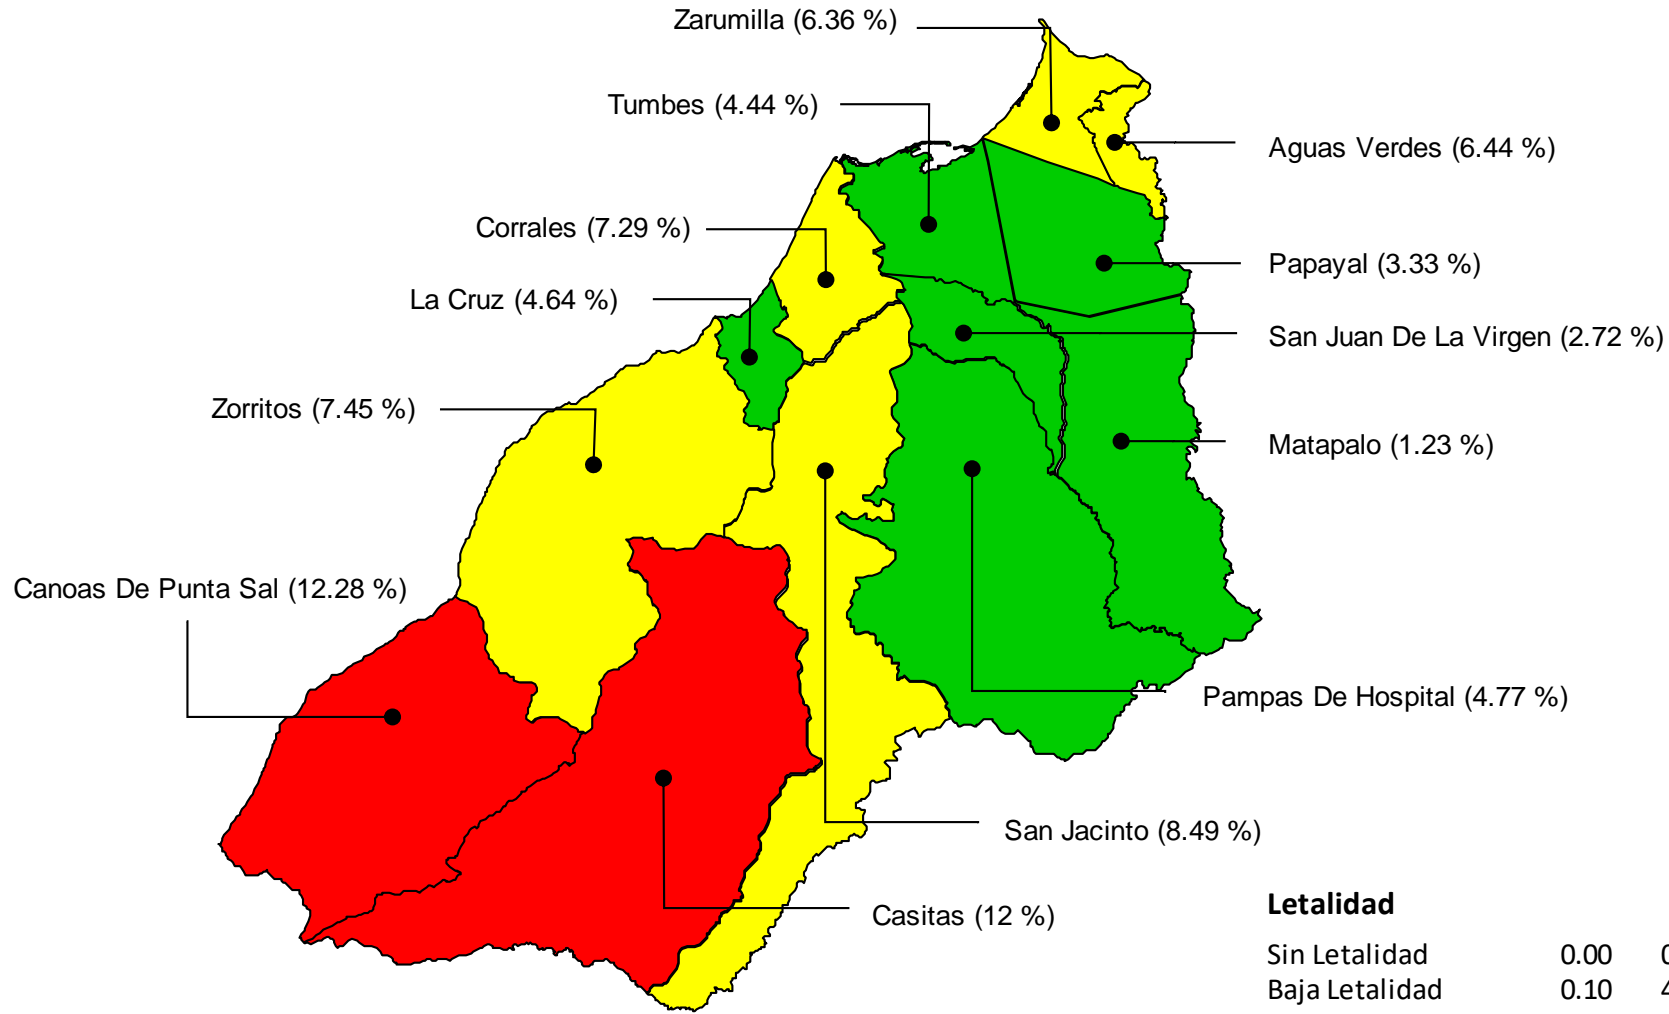 Zarumilla (6.36 %)
Tumbes (4.44 %)
Aguas Verdes (6.44 %)
Corrales (7.29 %)
Papayal (3.33 %)
La Cruz (4.64 %)
San Juan De La Virgen (2.72 %)
Zorritos (7.45 %)
Matapalo (1.23 %)
Canoas De Punta Sal (12.28 %)
Pampas De Hospital (4.77 %)
San Jacinto (8.49 %)
Casitas (12 %)
Letalidad
Sin Letalidad 0.00
Baja Letalidad 0.10